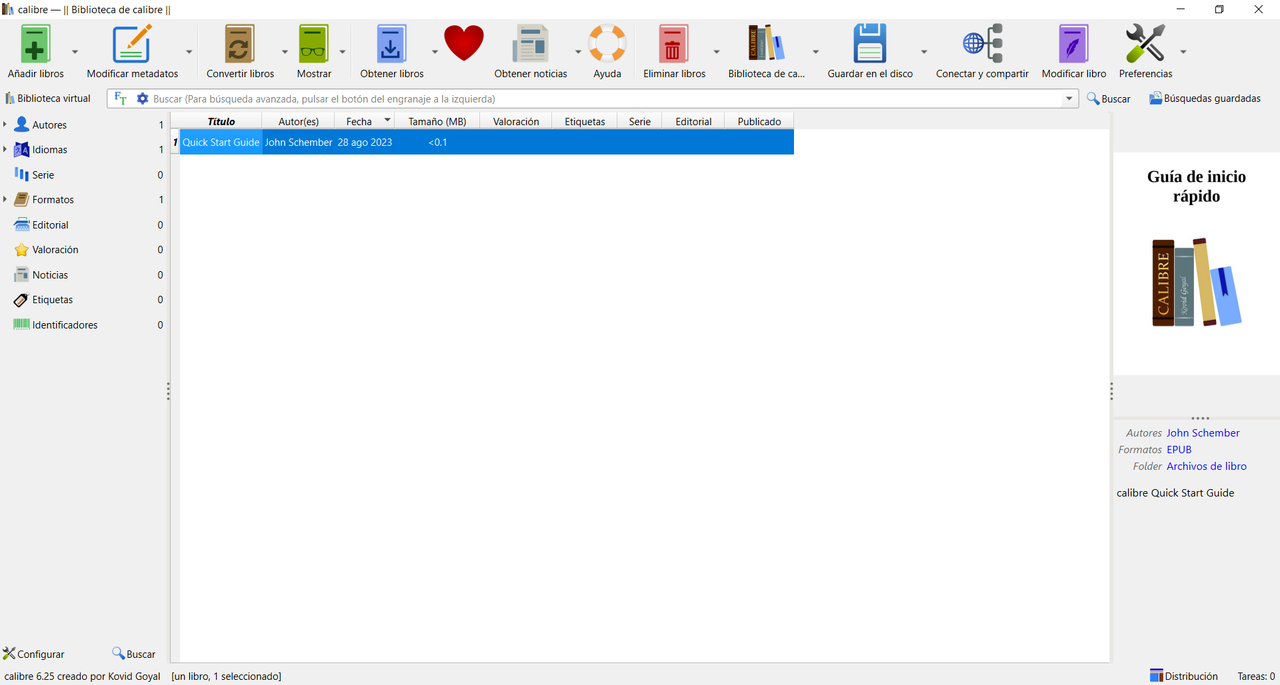 calibre — || Biblioteca de calibre ||
Añadir libros
Modificar metadatos
Convertir libros
Mostrar
Obtener libros
Obtener noticias
Ayuda
Eliminar libros
Biblioteca de ca...
Guardar en el disco
Conectar y compartir
Modificar libro
Preferencias
Biblioteca virtual
FT
Buscar (Para búsqueda avanzada, pulsar el botón del engranaje a la izquierda)
Buscar
Búsquedas guardadas
Autores 1
Idiomas 1
Serie 0
Formatos 1
Editorial 0
Valoración 0
Noticias 0
Etiquetas 0
Identificadores 0
Título Autor(es) Fecha Tamaño (MB) Valoración Etiquetas Serie Editorial Publicado
1 Quick Start Guide John Schember 28 ago 2023 <0.1
Guía de inicio
rápido
CALIBRE
Kovid Goyal
Autores John Schember
Formatos EPUB
Folder Archivos de libro
calibre Quick Start Guide
Configurar
Buscar
calibre 6.25 creado por Kovid Goyal [un libro, 1 seleccionado]
Distribución
Tareas: 0